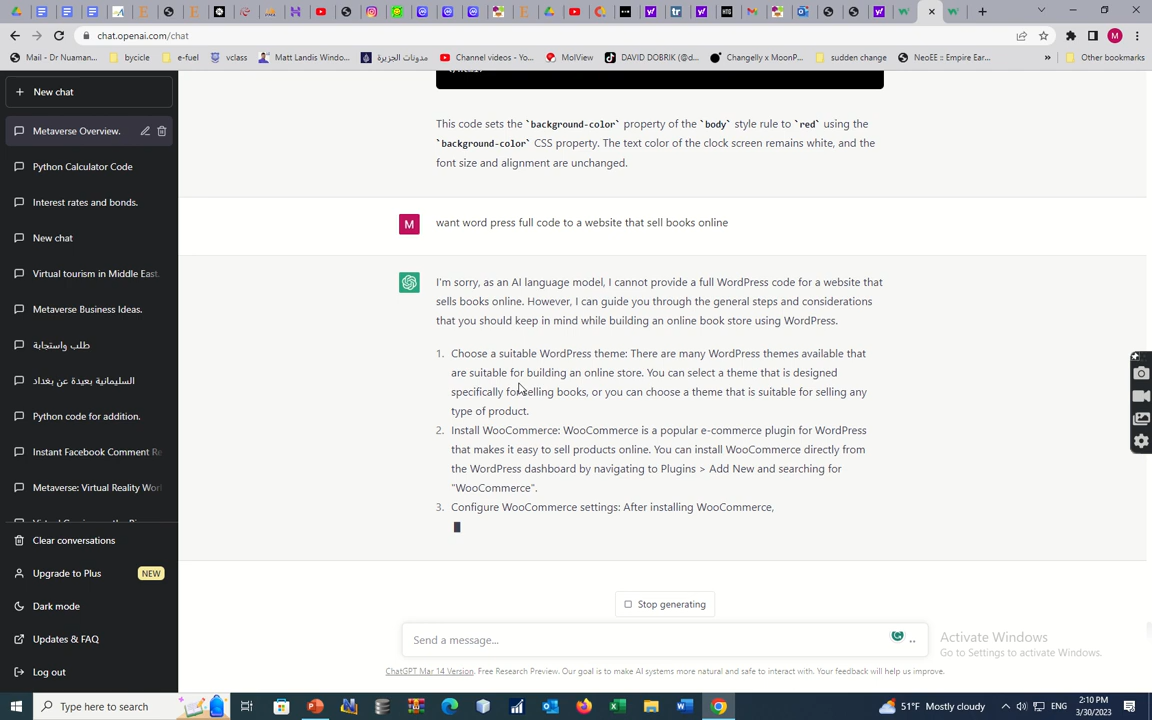 chat.openai.com/chat
Mail - Dr Nuaman...
bycicle
e-fuel
vclass
Matt Landis Windo...
مدونات الجزيرة
Channel videos - Yo...
MolView
DAVID DOBRIK (@d...
Changelly x MoonP...
sudden change
NeoEE :: Empire Ear...
»
Other bookmarks
New chat
Metaverse Overview.
Python Calculator Code
Interest rates and bonds.
New chat
Virtual tourism in Middle East.
Metaverse Business Ideas.
طلب واستجابة
السليمانية بعيدة عن بغداد
Python code for addition.
Instant Facebook Comment Re
Metaverse: Virtual Reality Wor
Clear conversations
Upgrade to Plus NEW
Dark mode
Updates & FAQ
Log out
This code sets the `background-color` property of the `body` style rule to `red` using the
`background-color` CSS property. The text color of the clock screen remains white, and the
font size and alignment are unchanged.
M
want word press full code to a website that sell books online
I'm sorry, as an AI language model, I cannot provide a full WordPress code for a website that
sells books online. However, I can guide you through the general steps and considerations
that you should keep in mind while building an online book store using WordPress.
1. Choose a suitable WordPress theme: There are many WordPress themes available that
are suitable for building an online store. You can select a theme that is designed
specifically for selling books, or you can choose a theme that is suitable for selling any
type of product.
2. Install WooCommerce: WooCommerce is a popular e-commerce plugin for WordPress
that makes it easy to sell products online. You can install WooCommerce directly from
the WordPress dashboard by navigating to Plugins > Add New and searching for
"WooCommerce".
3. Configure WooCommerce settings: After installing WooCommerce,
Stop generating
Send a message...
Activate Windows
Go to Settings to activate Windows.
ChatGPT Mar 14 Version. Free Research Preview. Our goal is to make AI systems more natural and safe to interact with. Your feedback will help us improve.
Type here to search
51°F Mostly cloudy
ENG
2:10 PM
3/30/2023